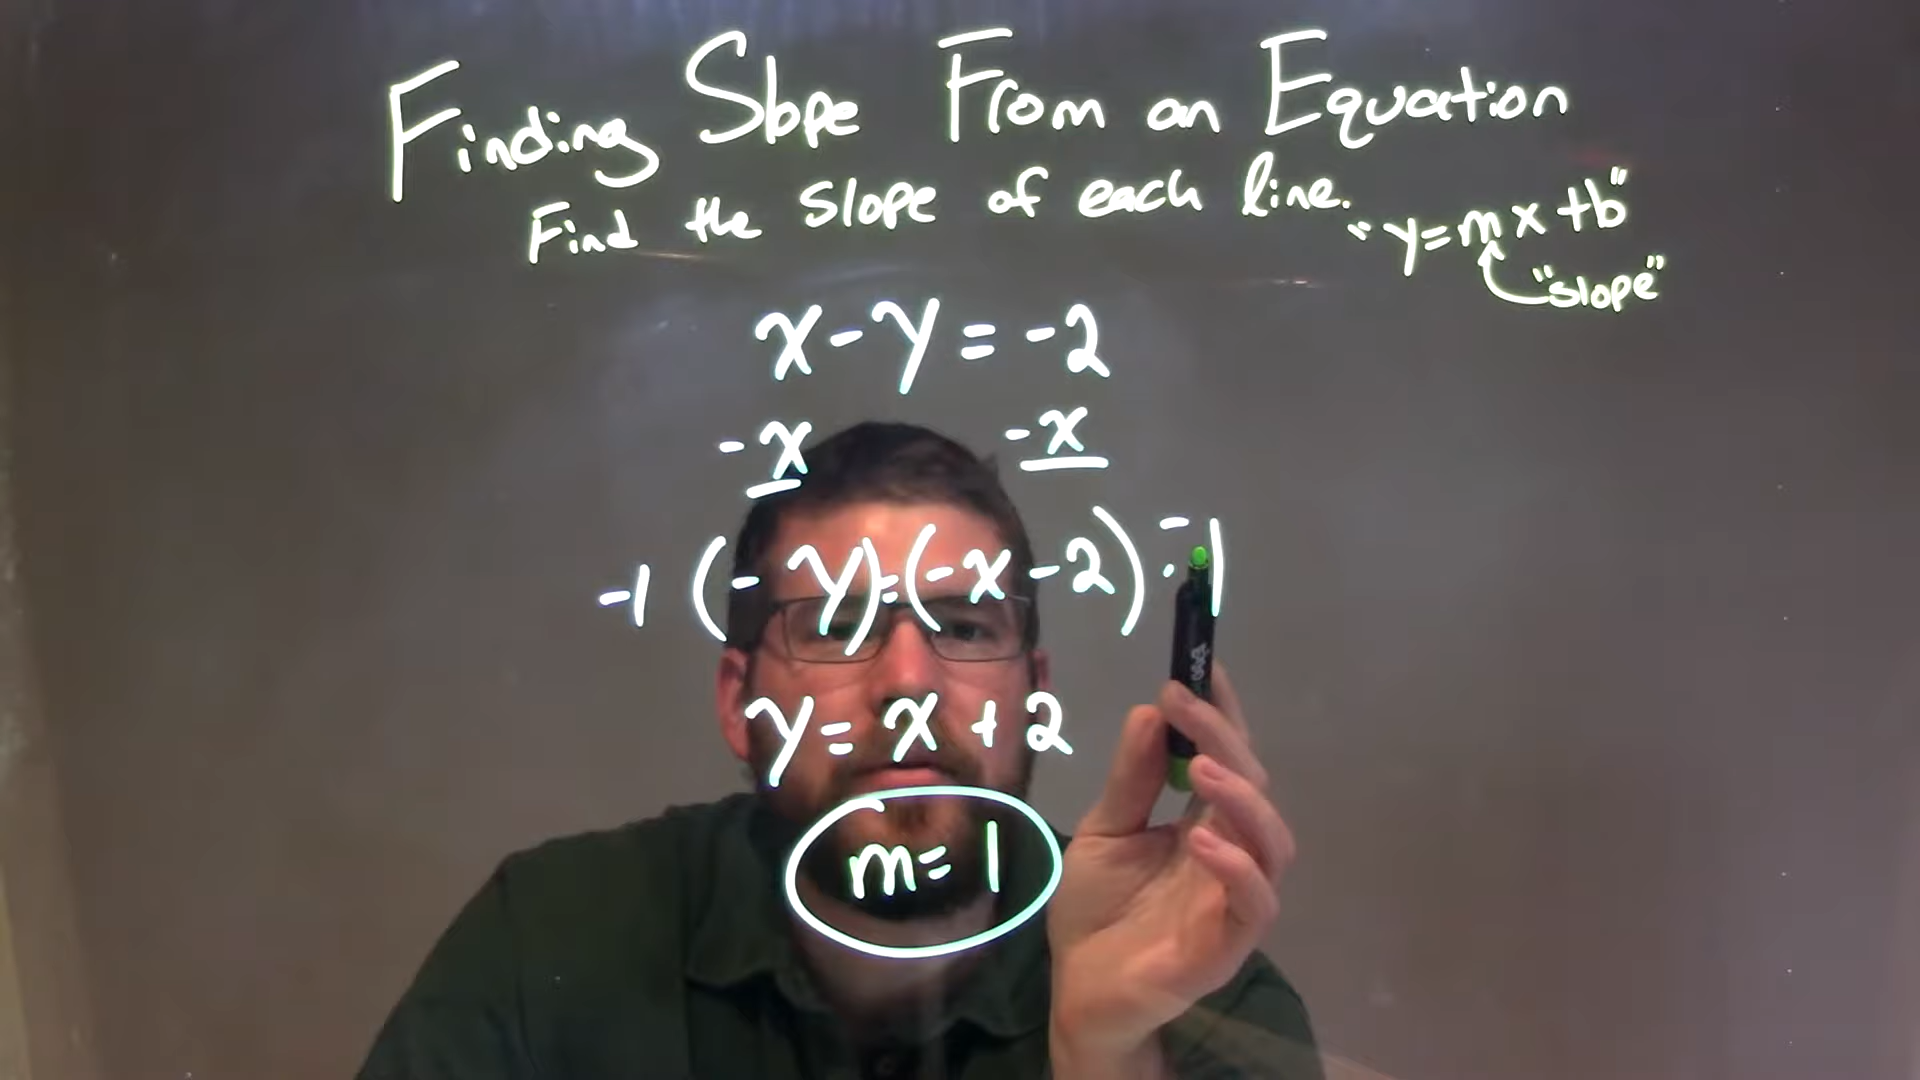 Finding Slope From an Equation
Find the slope of each line. "y=mx+b"
"slope"
x-y=-2
-x -x
-1(-y)=(-x-2)·-1
y=x+2
m=1